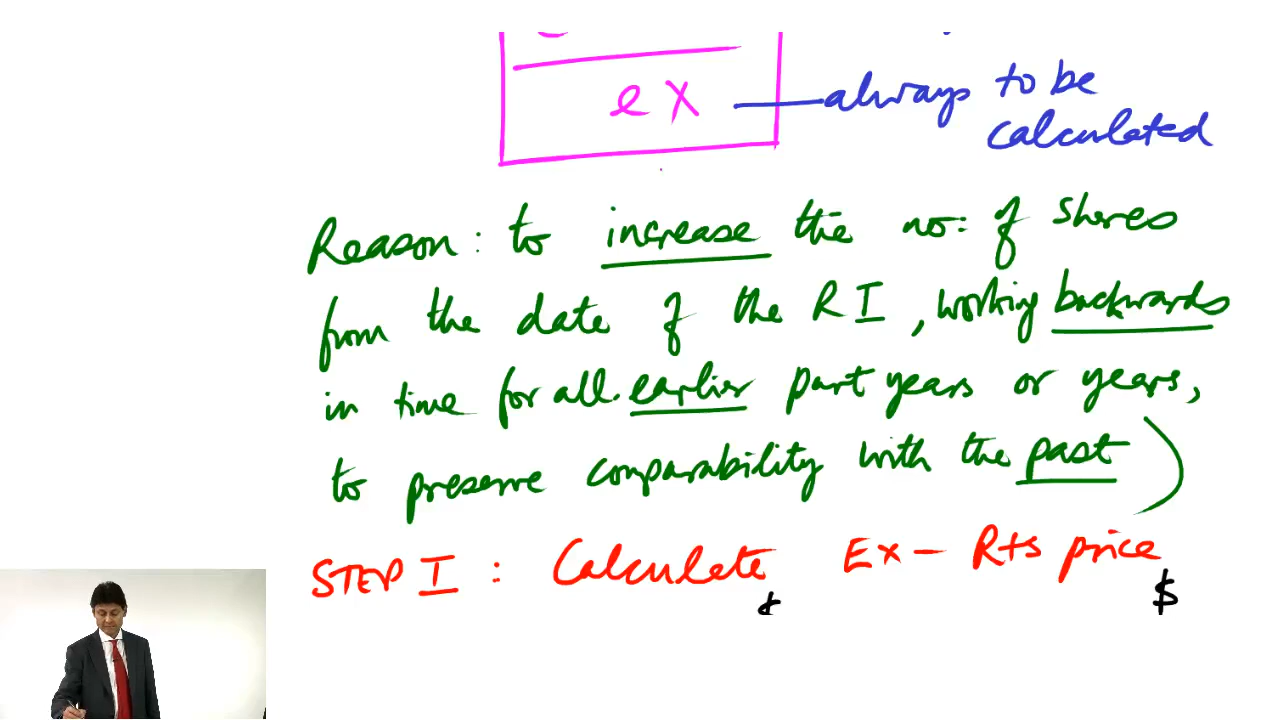 ex — always to be
calculated
Reason: to increase the no: of shares
from the date of the RI, working backwards
in time for all earlier part years or years,
to preserve comparability with the past)
STEP I: Calculate Ex-Rts price
$